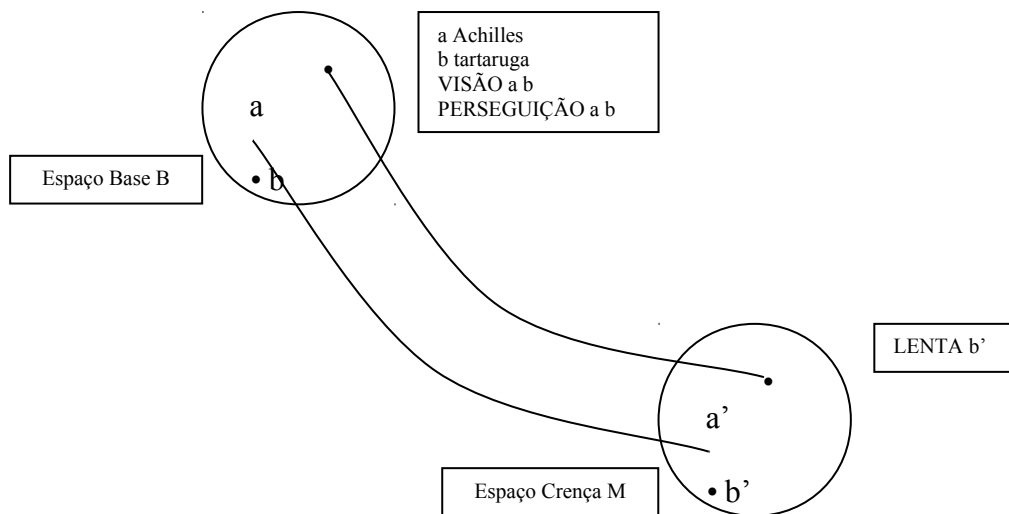 a Achilles
b tartaruga
VISÃO a b
PERSEGUIÇÃO a b
a
Espaço Base B
b
LENTA b’
a’
Espaço Crença M
b’